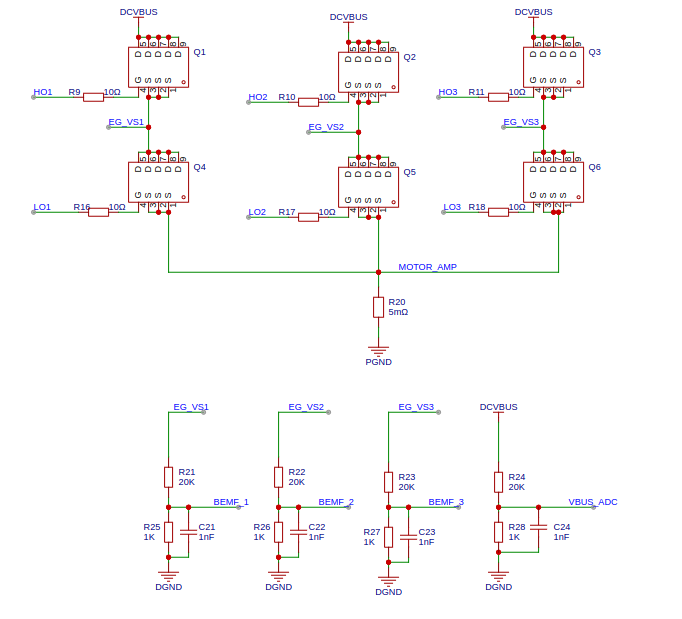 DCVBUS DCVBUS DCVBUS
5 6 7 8 9 5 6 7 8 9 5 6 7 8 9
D D D D D Q1 D D D D D Q2 D D D D D Q3
G S S S G S S S G S S S
4 3 2 1 4 3 2 1 4 3 2 1
HO1 R9 10Ω HO2 R10 10Ω HO3 R11 10Ω
EG_VS1 EG_VS2 EG_VS3
5 6 7 8 9 5 6 7 8 9 5 6 7 8 9
D D D D D Q4 D D D D D Q5 D D D D D Q6
G S S S G S S S G S S S
4 3 2 1 4 3 2 1 4 3 2 1
LO1 R16 10Ω LO2 R17 10Ω LO3 R18 10Ω
MOTOR_AMP
R20
5mΩ
PGND
EG_VS1 EG_VS2 EG_VS3 DCVBUS
R21 R22 R23 R24
20K 20K 20K 20K
BEMF_1 BEMF_2 BEMF_3 VBUS_ADC
R25 C21 R26 C22 R27 C23 R28 C24
1K 1nF 1K 1nF 1K 1nF 1K 1nF
DGND DGND DGND DGND